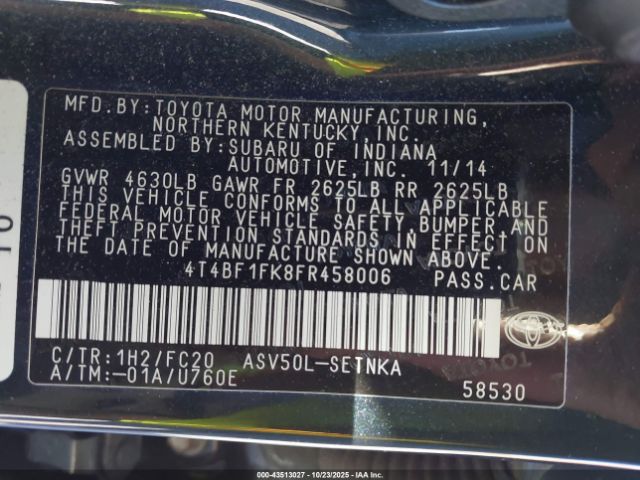 MFD.BY:TOYOTA MOTOR MANUFACTURING,
NORTHERN KENTUCKY,INC.
ASSEMBLED BY:SUBARU OF INDIANA
AUTOMOTIVE,INC. 11/14
GVWR 4630LB GAWR FR 2625LB RR 2625LB
THIS VEHICLE CONFORMS TO ALL APPLICABLE
FEDERAL MOTOR VEHICLE SAFETY,BUMPER,AND
THEFT PREVENTION STANDARDS IN EFFECT ON
THE DATE OF MANUFACTURE SHOWN ABOVE.
4T4BF1FK8FR458006 PASS.CAR
C/TR:1H2/FC20 ASV50L-SETNKA
A/TM:-01A/U760E
58530
TOYOTA
000-43513027 - 10/23/2025 - IAAI, Inc.